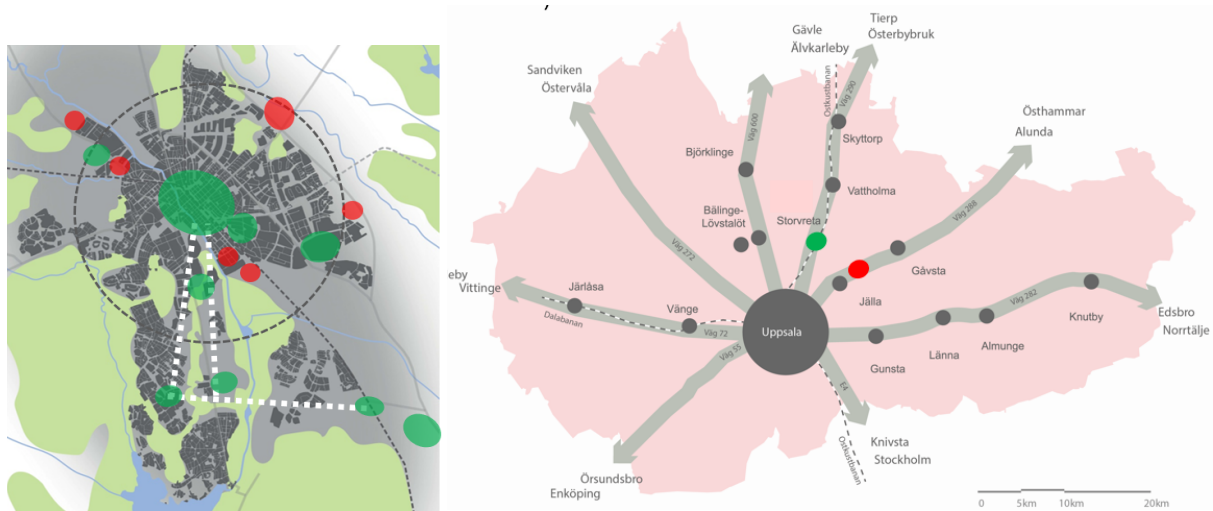 ,
Tierp
Österbybruk
Gävle
Älvkarleby
Sandviken
Östervåla
Ostkustbanan
Väg 290
Väg 600
Östhammar
Alunda
Skyttorp
Björklinge
Vattholma
Bälinge-
Lövstalöt
Storvreta
Väg 288
Väg 272
Gåvsta
eby
Vittinge
Järlåsa
Jälla
Väg 282
Knutby
Edsbro
Norrtälje
Dalabanan
Vänge
Väg 72
Uppsala
Väg 55
Gunsta
Länna
Almunge
E4
Ostkustbanan
Knivsta
Stockholm
Örsundsbro
Enköping
0 5km 10km 20km